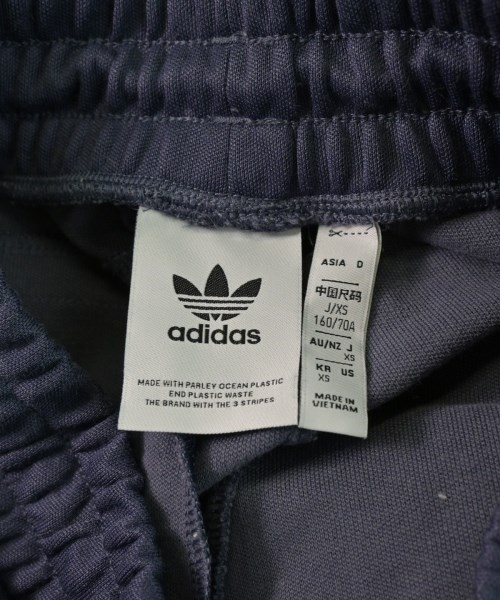 adidas
MADE WITH PARLEY OCEAN PLASTIC
END PLASTIC WASTE
THE BRAND WITH THE 3 STRIPES
ASIA D
中国尺码
J/XS
160/70A
AU/NZ J
XS
KR US
XS
MADE IN
VIETNAM